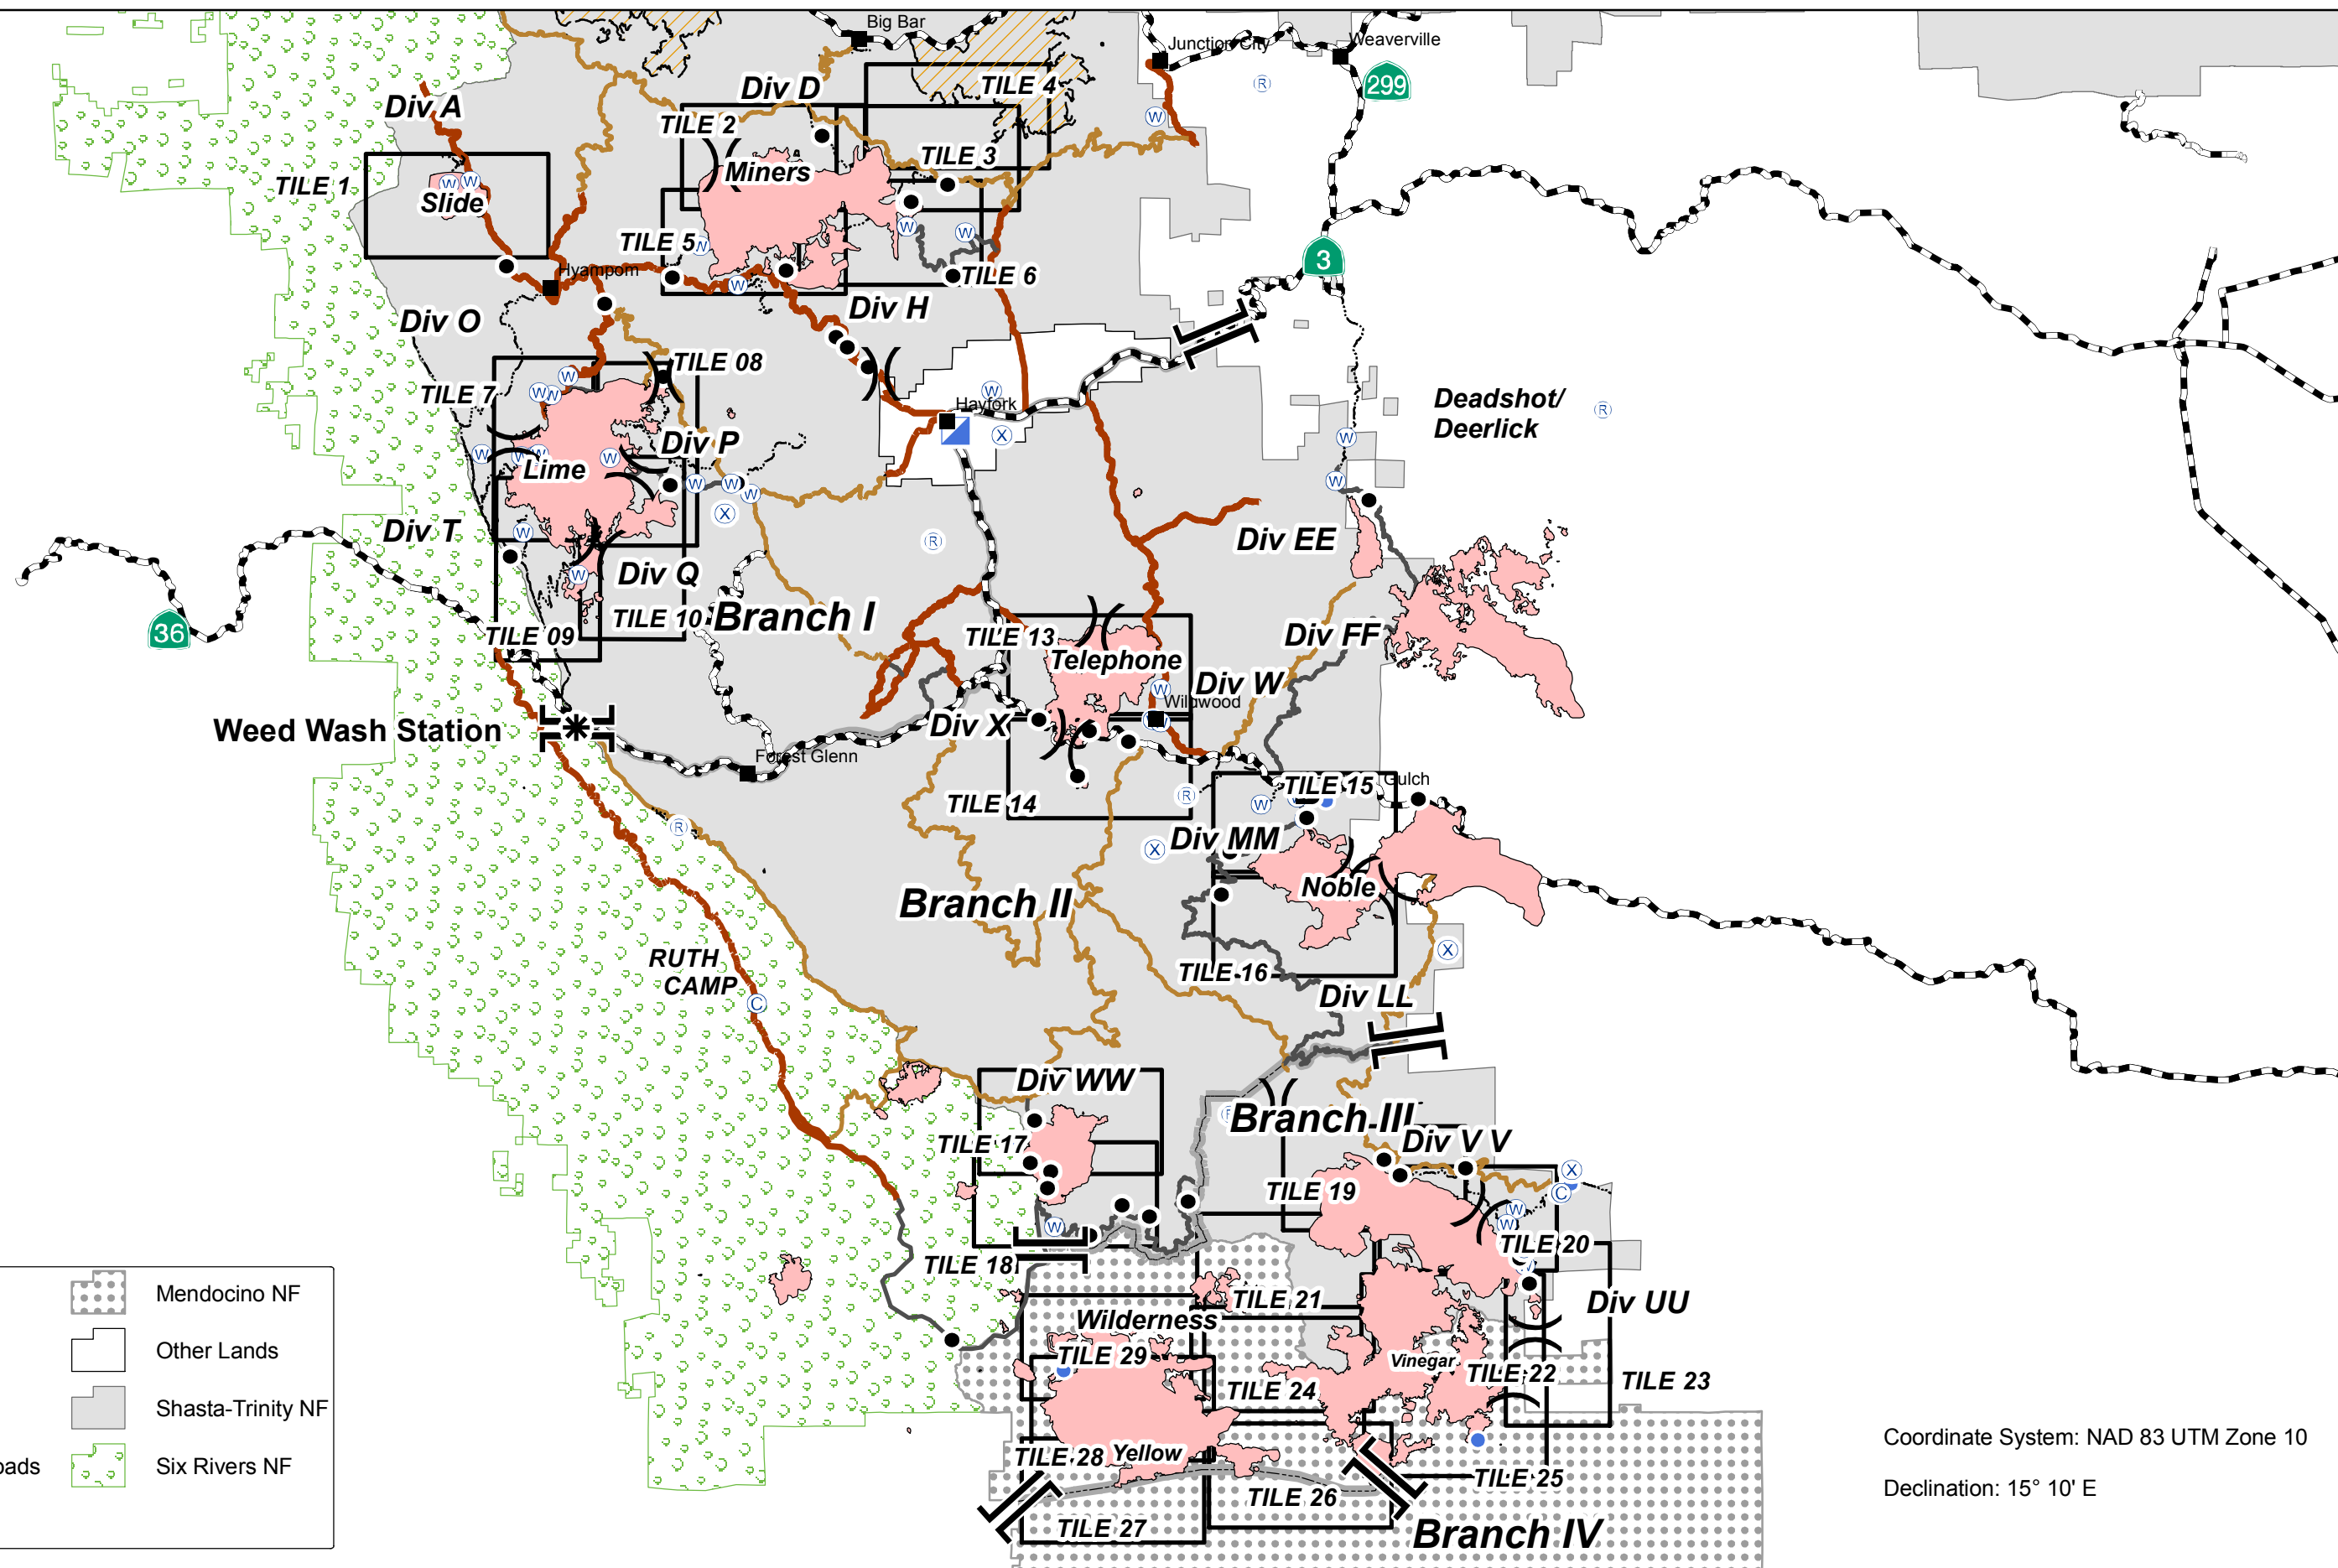 Big Bar
Junction City
Weaverville
299
Div A
Div D
TILE 4
TILE 2
TILE 3
TILE 1
Slide
Miners
TILE 5
W
Hyampom
TILE 6
3
Div O
Div H
TILE 7
TILE 08
Hayfork
X
Deadshot/
Deerlick
R
Div P
Lime
Div T
Div Q
Div EE
36
TILE 09
TILE 10
Branch I
TILE 13
Telephone
Div FF
Div W
Wildwood
Weed Wash Station
Div X
Forest Glenn
TILE 14
TILE 15
Gulch
Div MM
Noble
Branch II
RUTH
CAMP
C
TILE 16
Div LL
Div WW
Branch III
Div V V
TILE 17
TILE 19
TILE 18
TILE 20
TILE 21
Div UU
Wilderness
TILE 29
Vinegar
TILE 22
TILE 23
TILE 24
TILE 28
Yellow
TILE 25
TILE 26
TILE 27
Branch IV
Mendocino NF
Other Lands
Shasta-Trinity NF
Six Rivers NF
Coordinate System: NAD 83 UTM Zone 10
Declination: 15° 10' E